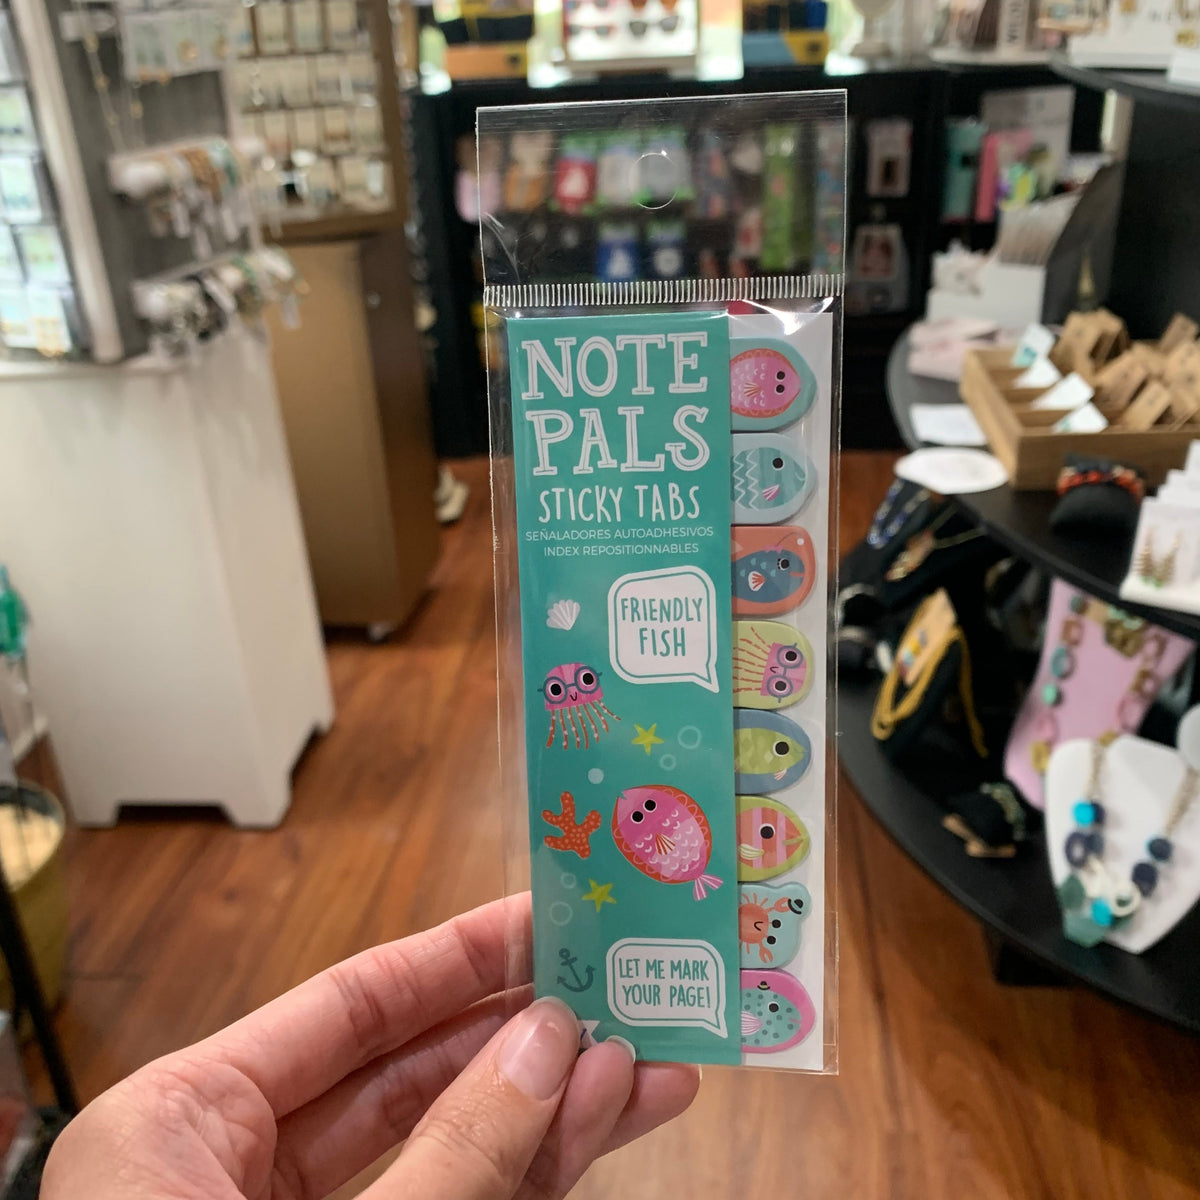 NOTE
PALS
STICKY TABS
SEÑALADORES AUTOADHESIVOS
INDEX REPOSITIONNABLES
FRIENDLY
FISH
LET ME MARK
YOUR PAGE!